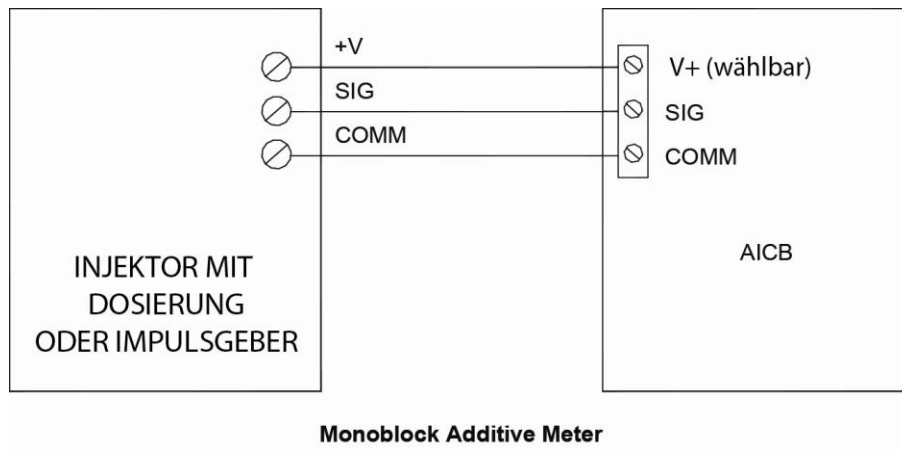 +V
V+ (wählbar)
SIG
SIG
COMM
COMM
AICB
INJEKTOR MIT
DOSIERUNG
ODER IMPULSGEBER
Monoblock Additive Meter